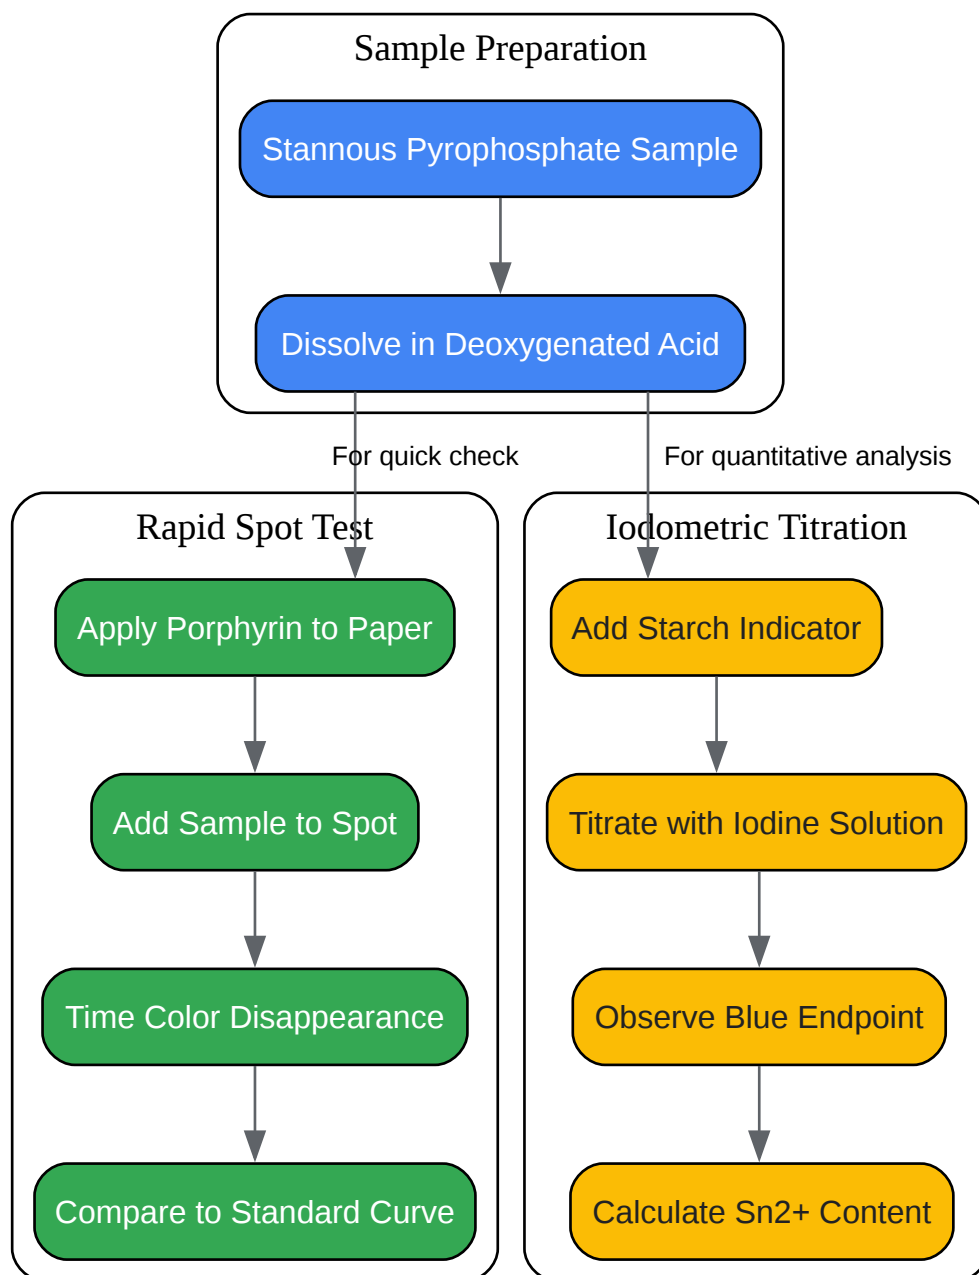 Sample Preparation
Stannous Pyrophosphate Sample
Dissolve in Deoxygenated Acid
For quick check
For quantitative analysis
Rapid Spot Test
Apply Porphyrin to Paper
Add Sample to Spot
Time Color Disappearance
Compare to Standard Curve
Iodometric Titration
Add Starch Indicator
Titrate with Iodine Solution
Observe Blue Endpoint
Calculate Sn2+ Content